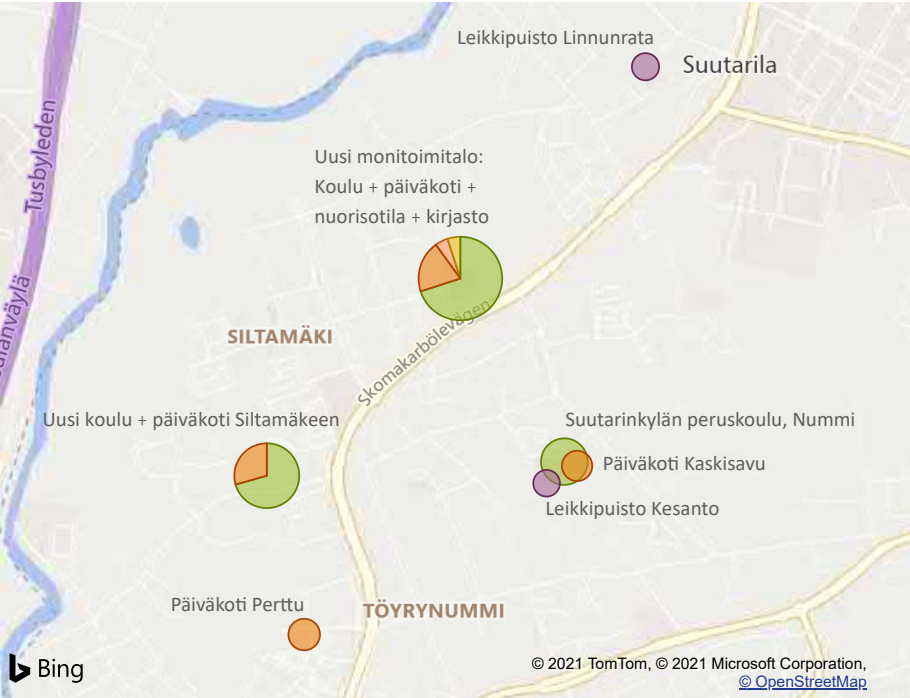 Leikkipuisto Linnunrata
Suutarila
Tusbyleden
Uusi monitoimitalo:
Koulu + päiväkoti +
nuorisotila + kirjasto
SILTAMÄKI
Skomakarbölevägen
Uusi koulu + päiväkoti Siltamäkeen
Suutarinkylän peruskoulu, Nummi
Päiväkoti Kaskisavu
Leikkipuisto Kesanto
Päiväkoti Perttu
TÖYRYNUMMI
Bing
© 2021 TomTom, © 2021 Microsoft Corporation,
© OpenStreetMap